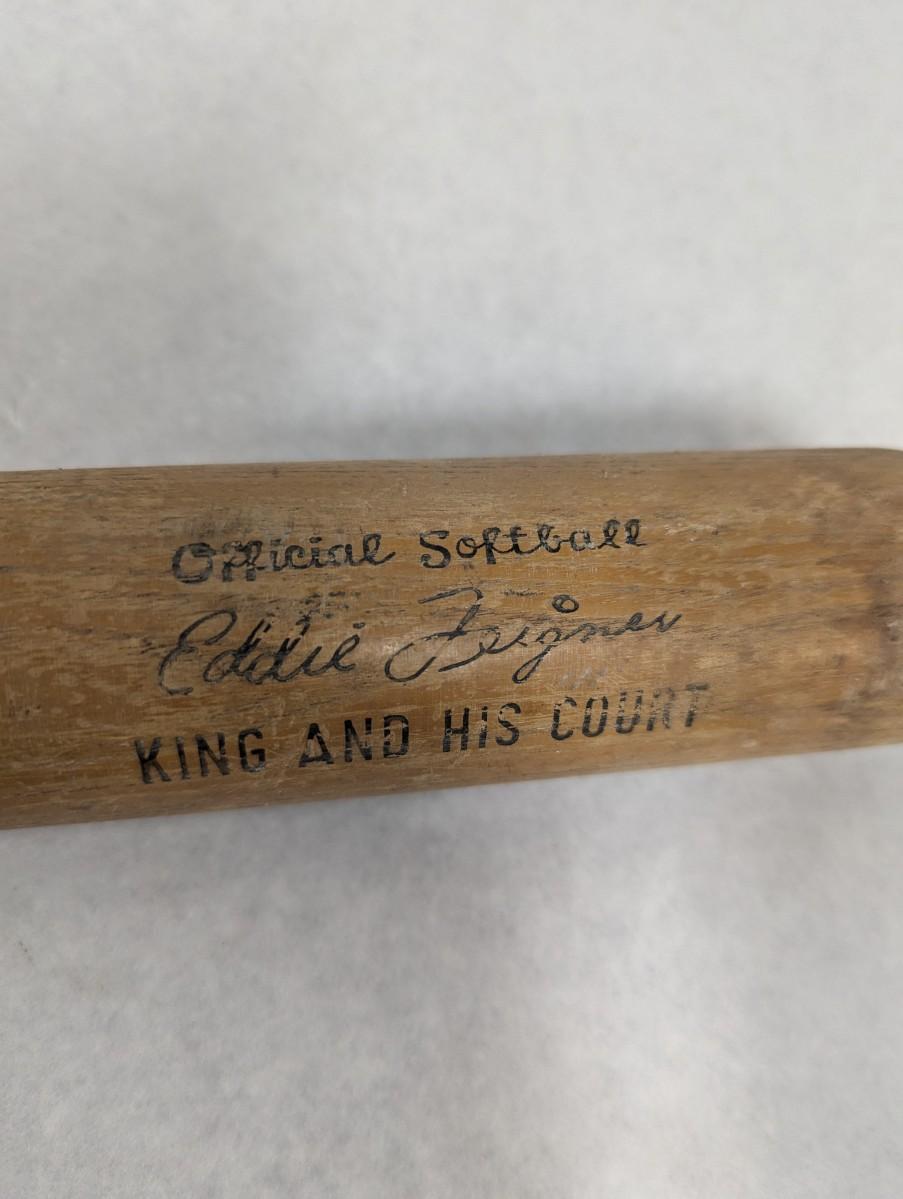 Official Softball
Eddie Feigner
KING AND HIS COURT